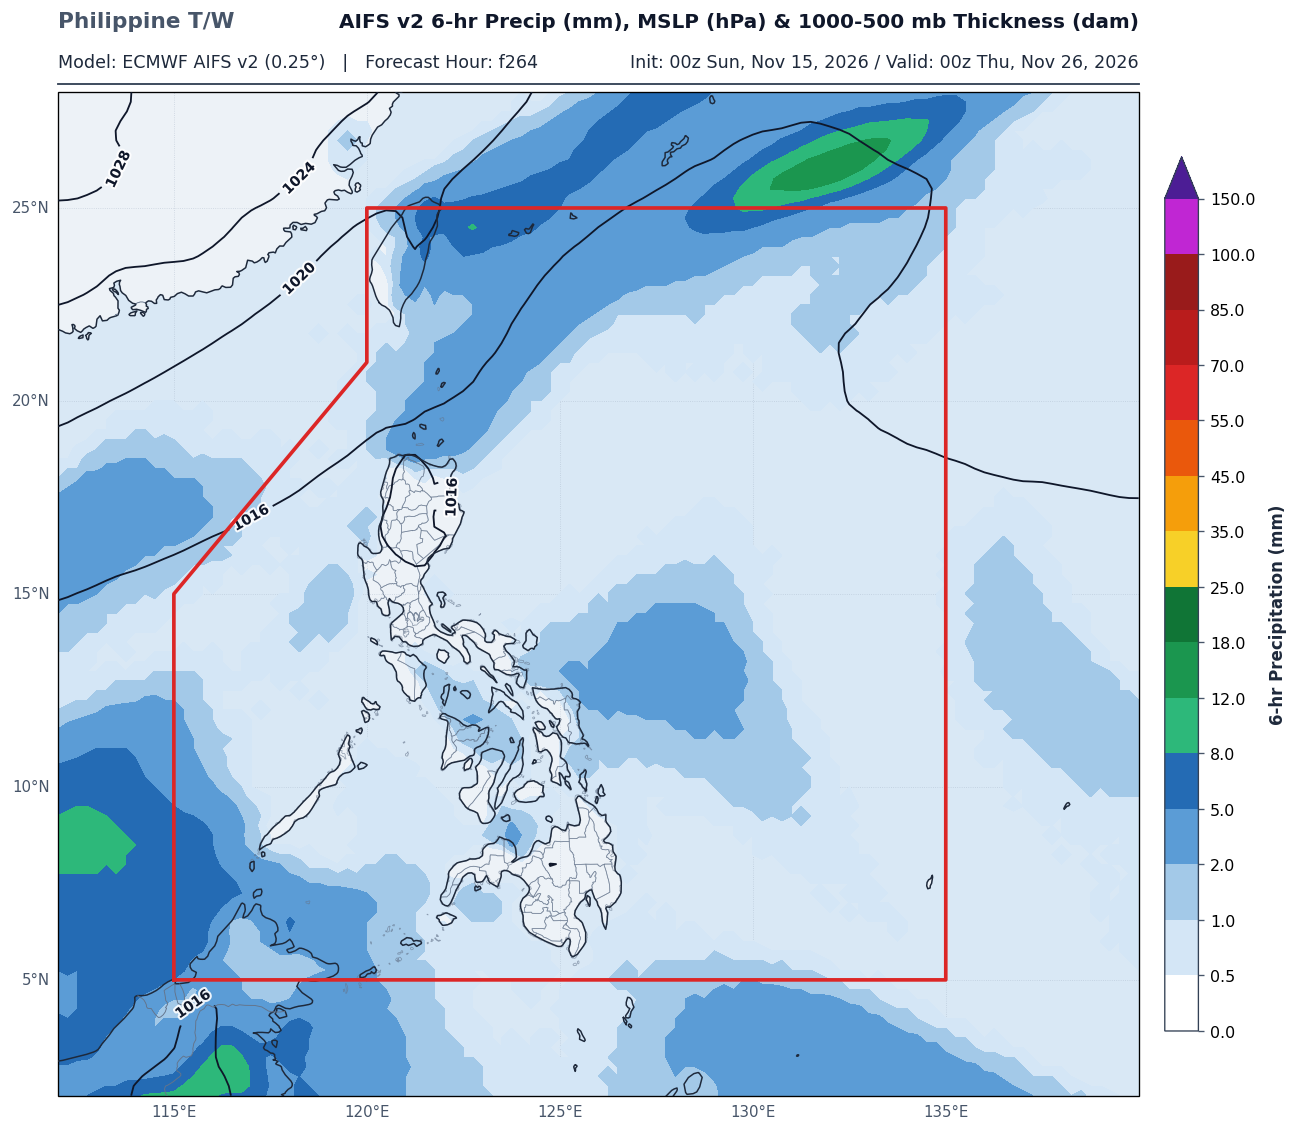 Philippine T/W
AIFS v2 6-hr Precip (mm), MSLP (hPa) & 1000-500 mb Thickness (dam)
Model: ECMWF AIFS v2 (0.25°) | Forecast Hour: f264
Init: 00z Sun, Nov 15, 2026 / Valid: 00z Thu, Nov 26, 2026
1028
1024
1020
1016
1016
1016
25°N
20°N
15°N
10°N
5°N
115°E
120°E
125°E
130°E
135°E
150.0
100.0
85.0
70.0
55.0
45.0
35.0
25.0
18.0
12.0
8.0
5.0
2.0
1.0
0.5
0.0
6-hr Precipitation (mm)